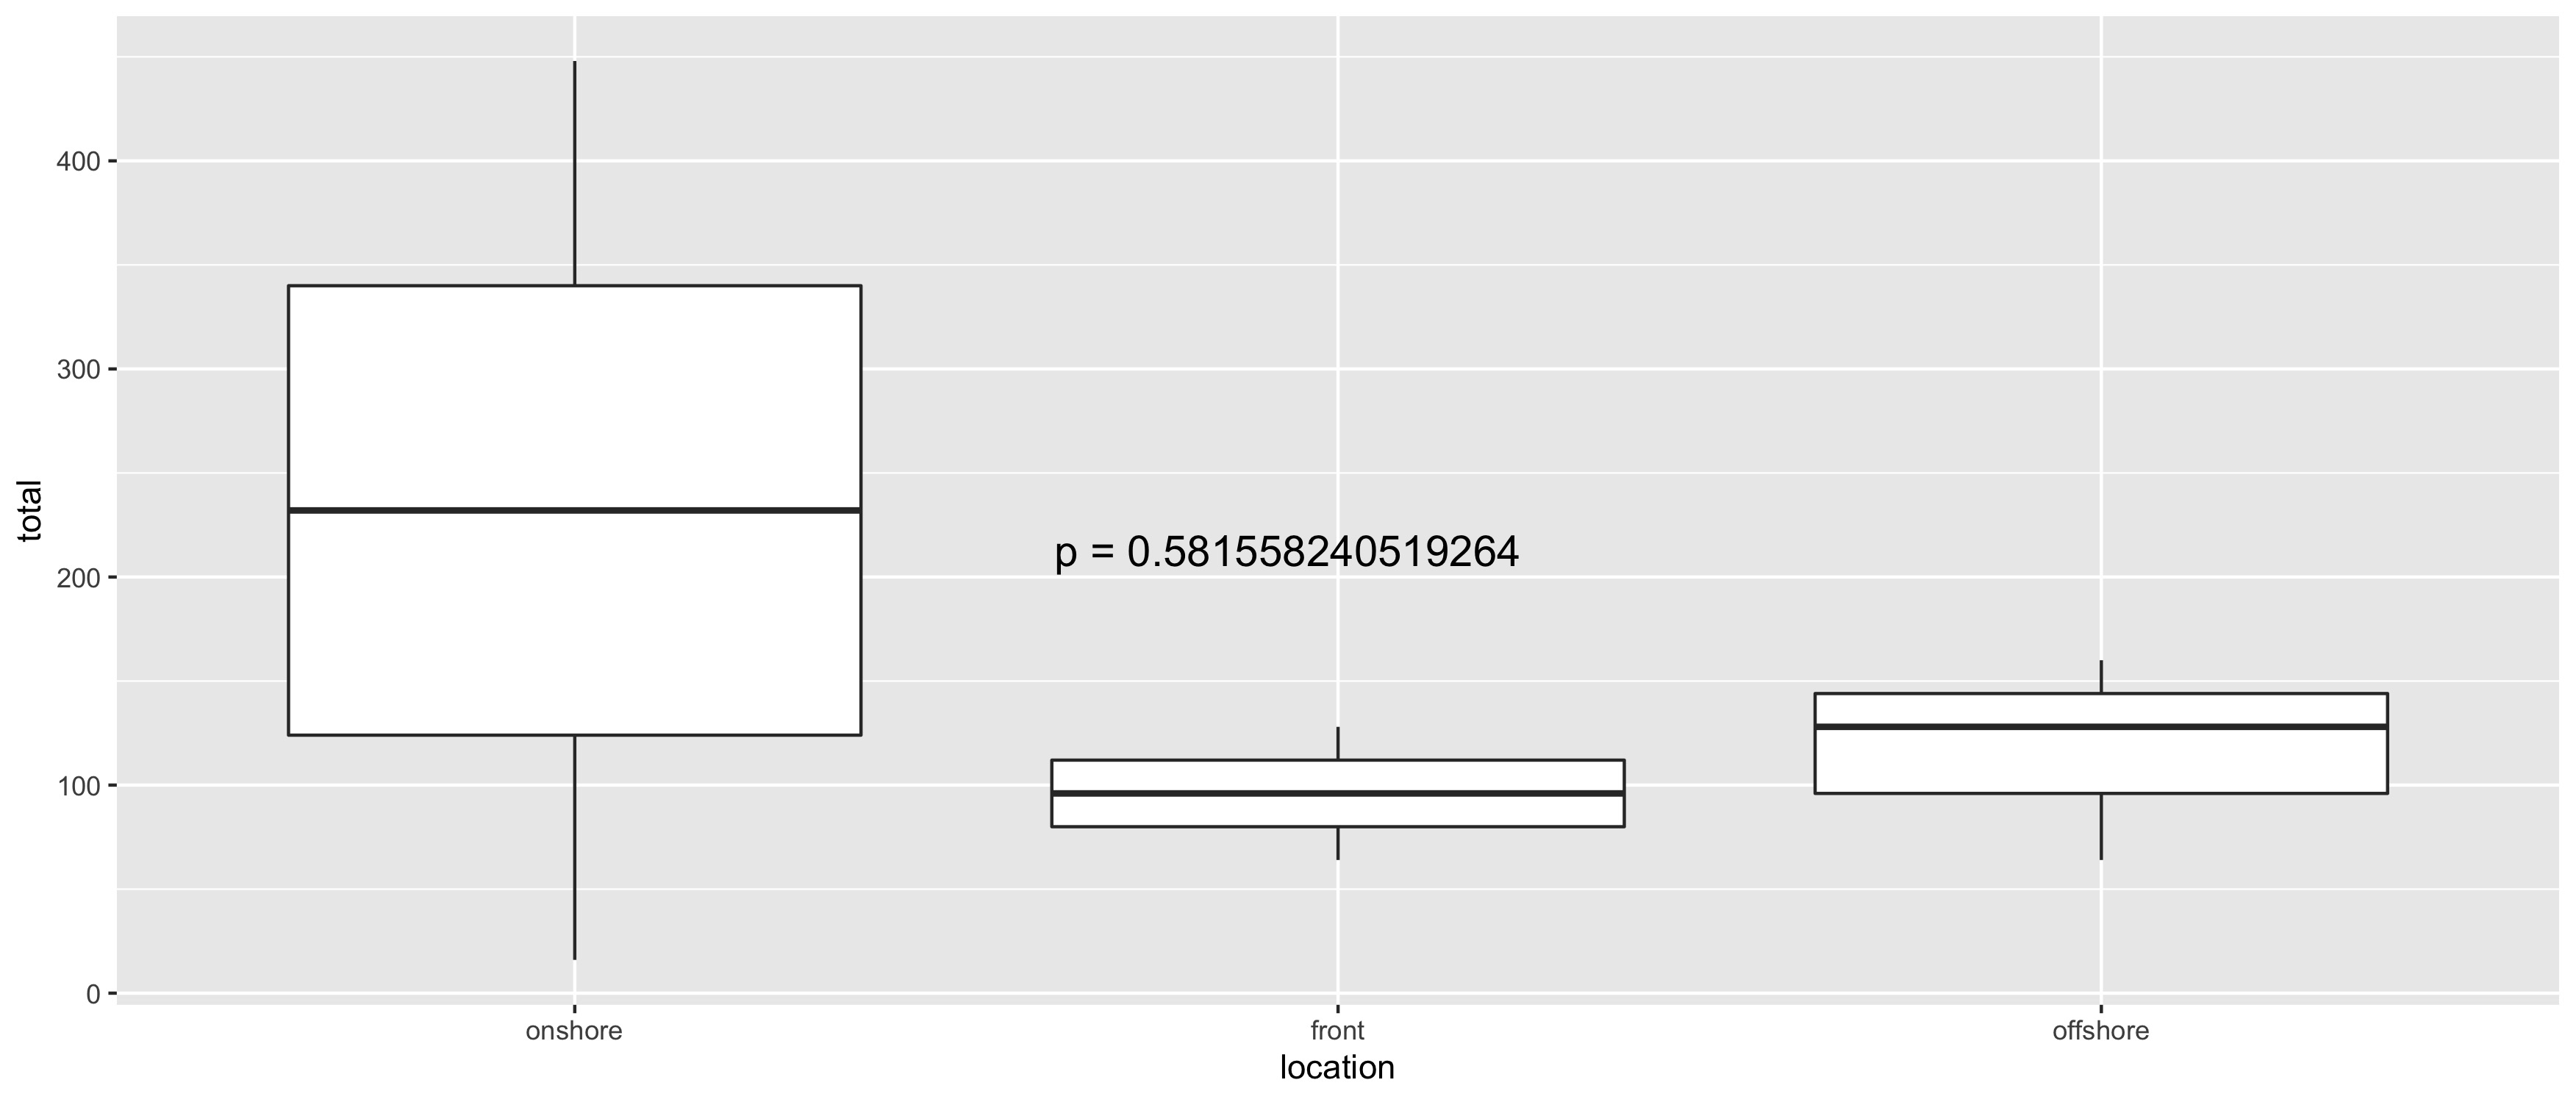 400
300
200
100
0
total
p = 0.581558240519264
onshore
front
offshore
location